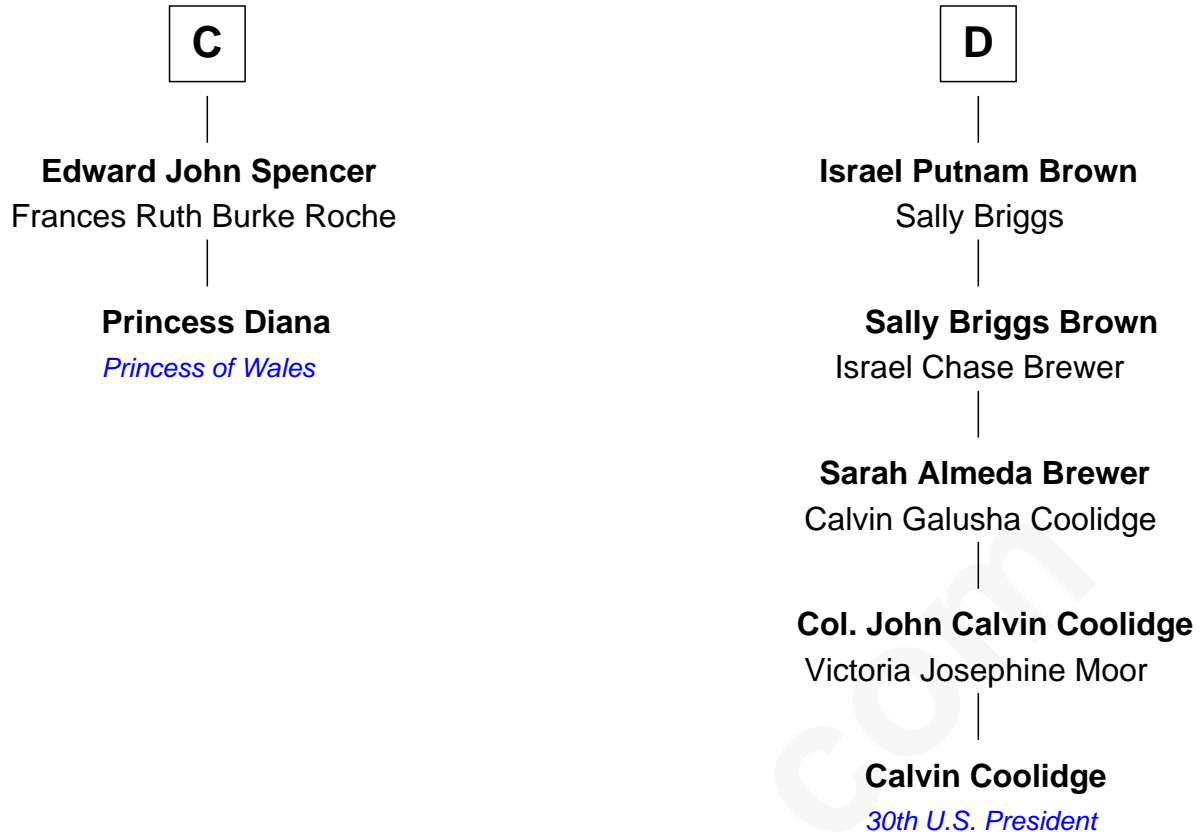 C
Edward John Spencer
Frances Ruth Burke Roche
Princess Diana
Princess of Wales
D
Israel Putnam Brown
Sally Briggs
Sally Briggs Brown
Israel Chase Brewer
Sarah Almeda Brewer
Calvin Galusha Coolidge
Col. John Calvin Coolidge
Victoria Josephine Moor
Calvin Coolidge
30th U.S. President
com